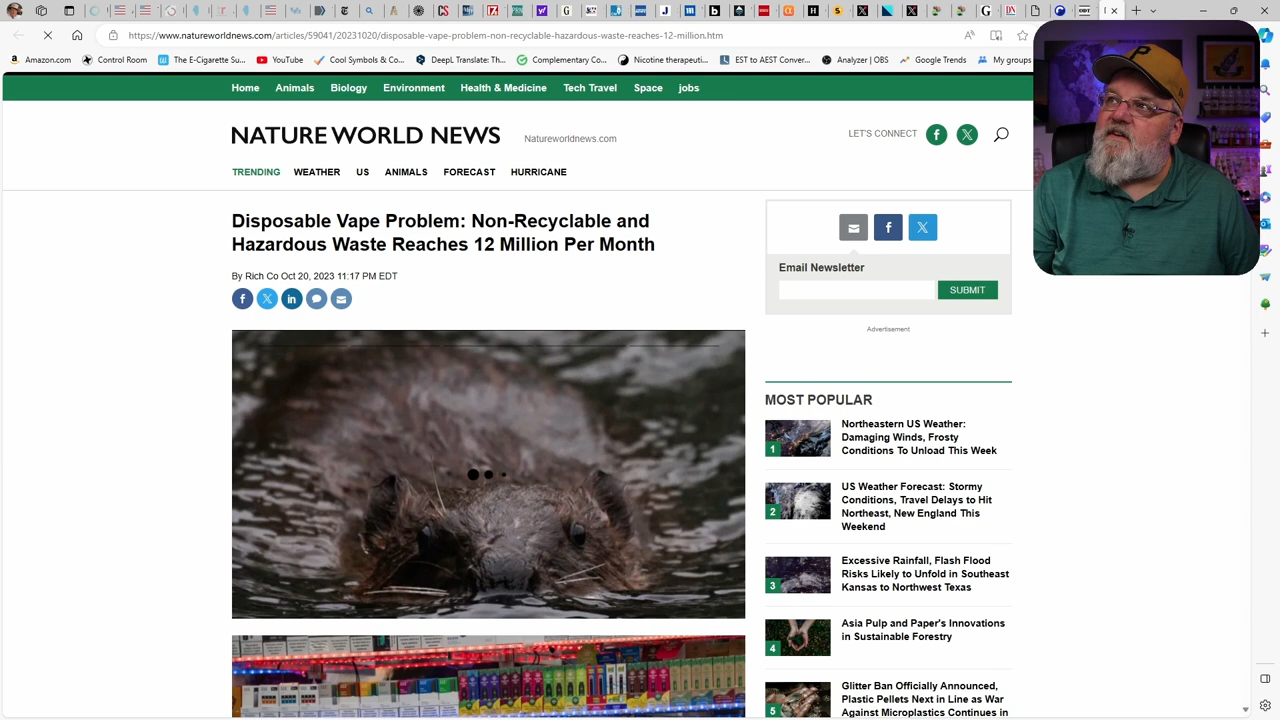 https://www.natureworldnews.com/articles/59041/20231020/disposable-vape-problem-non-recyclable-hazardous-waste-reaches-12-million.htm
Amazon.com Control Room The E-Cigarette Su... YouTube Cool Symbols & Co... DeepL Translate: Th... Complementary Co... Nicotine therapeuti... EST to AEST Conver... Analyzer | OBS Google Trends My groups
Home Animals Biology Environment Health & Medicine Tech Travel Space jobs
NATURE WORLD NEWS Natureworldnews.com LET'S CONNECT
TRENDING WEATHER US ANIMALS FORECAST HURRICANE
Disposable Vape Problem: Non-Recyclable and
Hazardous Waste Reaches 12 Million Per Month
By Rich Co Oct 20, 2023 11:17 PM EDT
Email Newsletter
SUBMIT
Advertisement
MOST POPULAR
1
Northeastern US Weather:
Damaging Winds, Frosty
Conditions To Unload This Week
2
US Weather Forecast: Stormy
Conditions, Travel Delays to Hit
Northeast, New England This
Weekend
3
Excessive Rainfall, Flash Flood
Risks Likely to Unfold in Southeast
Kansas to Northwest Texas
4
Asia Pulp and Paper's Innovations
in Sustainable Forestry
5
Glitter Ban Officially Announced,
Plastic Pellets Next in Line as War
Against Microplastics Continues in